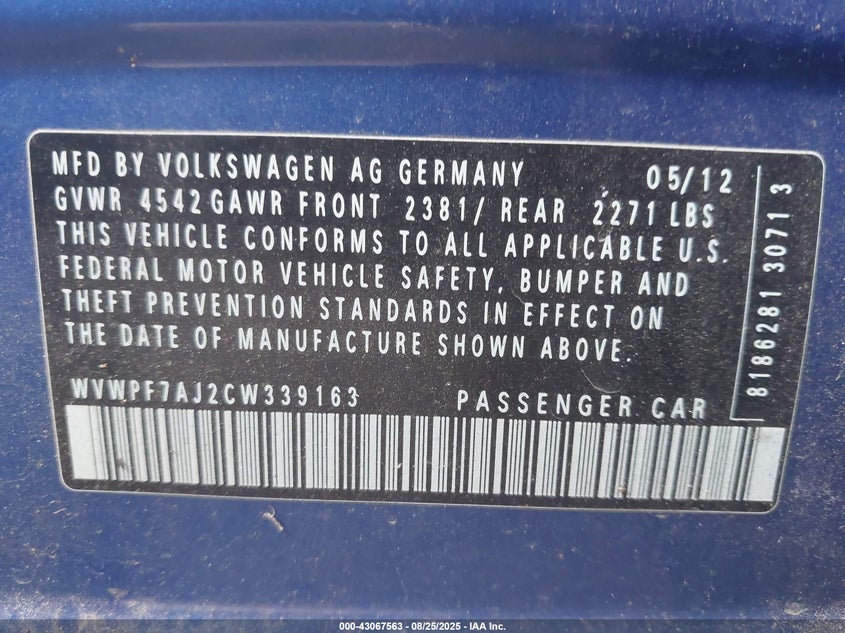 MFD BY VOLKSWAGEN AG GERMANY 05/12
GVWR 4542 GAWR FRONT 2381/ REAR 2271 LBS
THIS VEHICLE CONFORMS TO ALL APPLICABLE U.S.
FEDERAL MOTOR VEHICLE SAFETY, BUMPER AND
THEFT PREVENTION STANDARDS IN EFFECT ON
THE DATE OF MANUFACTURE SHOWN ABOVE.
WVWPF7AJ2CW339163 PASSENGER CAR
8186281 3071 3
000-43067563 - 08/25/2025 - IAA Inc.